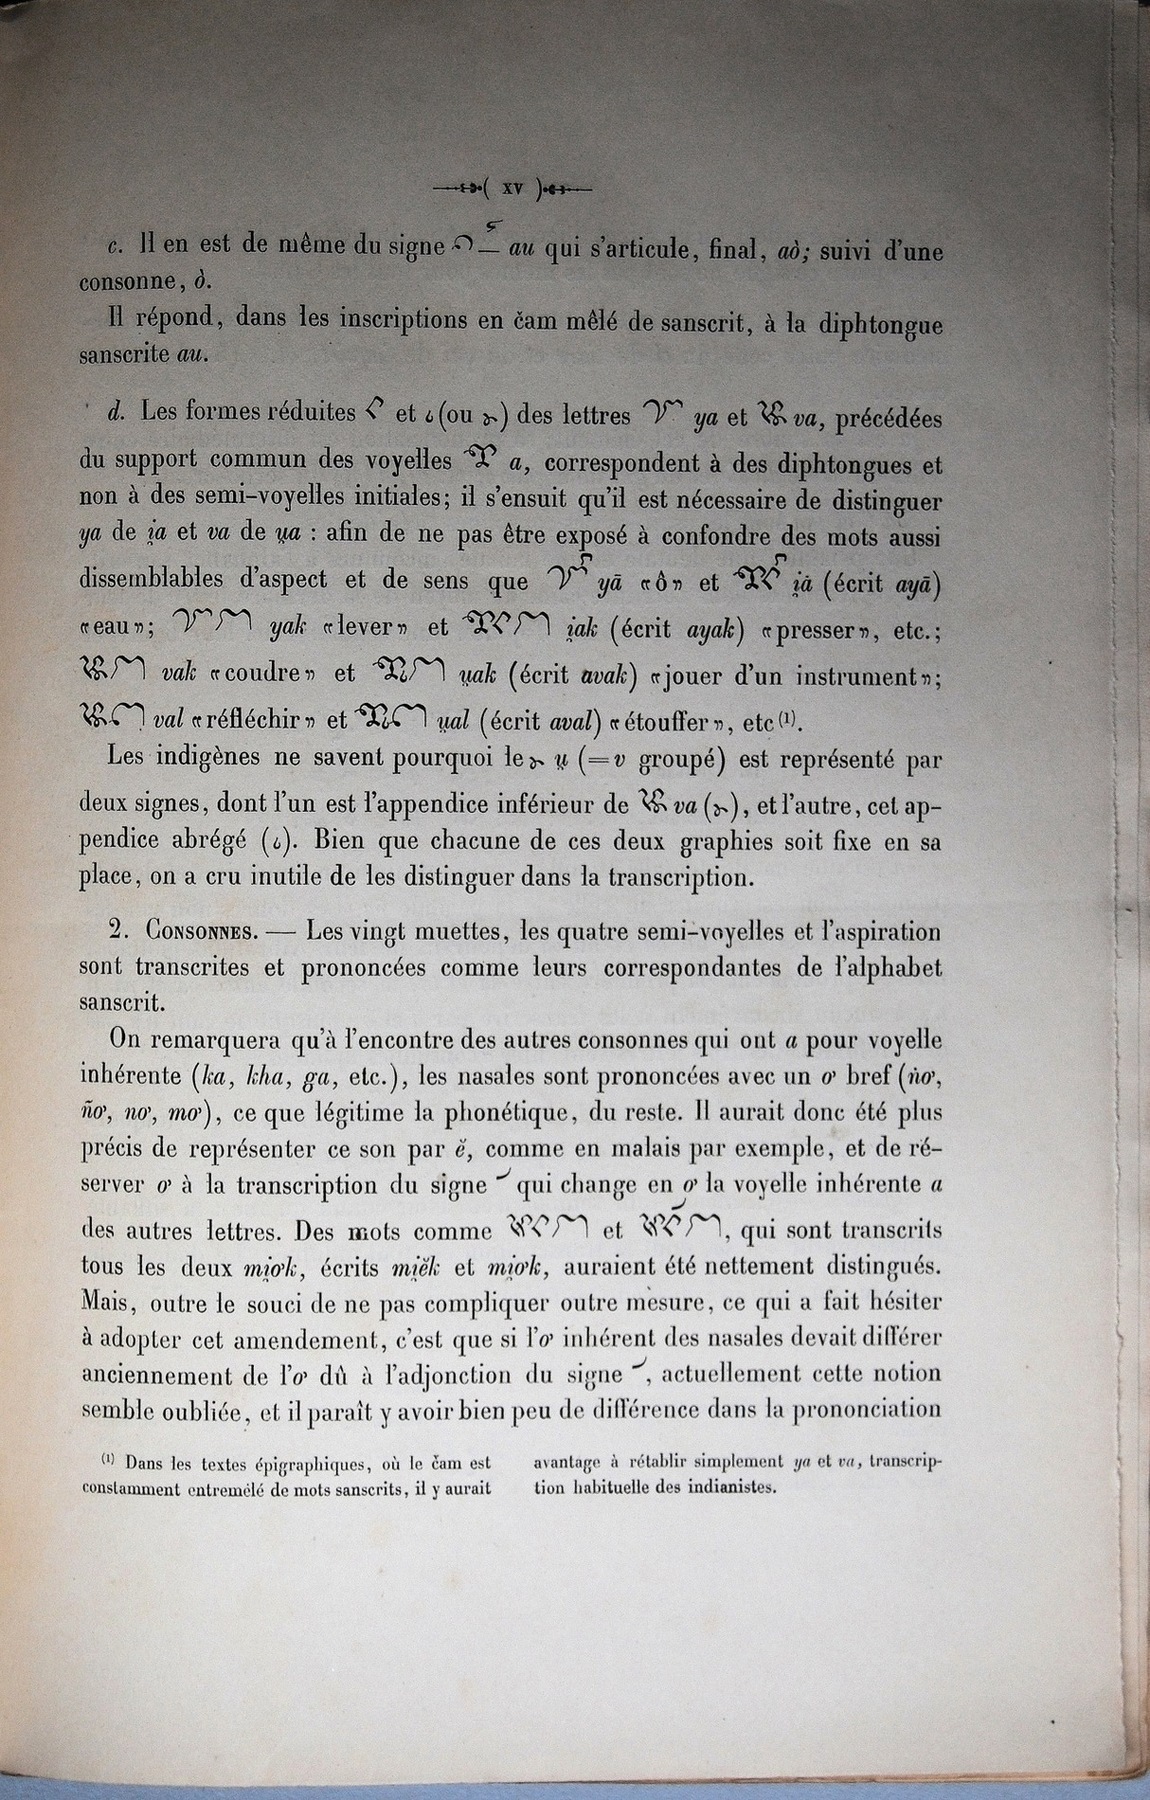 ( XV )
c. Il en est de même du signe au qui s'articule, final, aò; suivi d'une
consonne, ò.
Il répond, dans les inscriptions en čam mêlé de sanscrit, à la diphtongue
sanscrite au.
d. Les formes réduites et (ou ) des lettres ya et va, précédées
du support commun des voyelles a, correspondent à des diphtongues et
non à des semi-voyelles initiales; il s'ensuit qu'il est nécessaire de distinguer
ya de i̯a et va de u̯a : afin de ne pas être exposé à confondre des mots aussi
dissemblables d'aspect et de sens que yā «ô» et i̯ā (écrit ayā)
«eau»; yak «lever» et i̯ak (écrit ayak) «presser», etc.;
vak «coudre» et u̯ak (écrit avak) «jouer d'un instrument»;
val «réfléchir» et u̯al (écrit aval) «étouffer», etc (1).
Les indigènes ne savent pourquoi le u̯ (=v groupé) est représenté par
deux signes, dont l'un est l'appendice inférieur de va ( ), et l'autre, cet ap-
pendice abrégé ( ). Bien que chacune de ces deux graphies soit fixe en sa
place, on a cru inutile de les distinguer dans la transcription.
2. CONSONNES. — Les vingt muettes, les quatre semi-voyelles et l'aspiration
sont transcrites et prononcées comme leurs correspondantes de l'alphabet
sanscrit.
On remarquera qu'à l'encontre des autres consonnes qui ont a pour voyelle
inhérente (ka, kha, ga, etc.), les nasales sont prononcées avec un ơ bref (ṅơ,
ñơ, nơ, mơ), ce que légitime la phonétique, du reste. Il aurait donc été plus
précis de représenter ce son par ĕ, comme en malais par exemple, et de ré-
server ơ à la transcription du signe qui change en ơ la voyelle inhérente a
des autres lettres. Des mots comme et , qui sont transcrits
tous les deux mi̯ơk, écrits mi̯ĕk et mi̯ơk, auraient été nettement distingués.
Mais, outre le souci de ne pas compliquer outre mesure, ce qui a fait hésiter
à adopter cet amendement, c'est que si l'ơ inhérent des nasales devait différer
anciennement de l'ơ dû à l'adjonction du signe , actuellement cette notion
semble oubliée, et il paraît y avoir bien peu de différence dans la prononciation
(1) Dans les textes épigraphiques, où le čam est
constamment entremêlé de mots sanscrits, il y aurait
avantage à rétablir simplement ya et va, transcrip-
tion habituelle des indianistes.